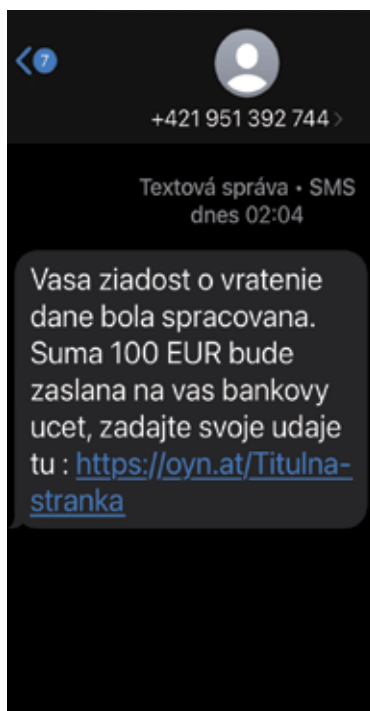 7
+421 951 392 744 >
Textová správa • SMS
dnes 02:04
Vasa ziadost o vratenie
dane bola spracovana.
Suma 100 EUR bude
zaslana na vas bankovy
ucet, zadajte svoje udaje
tu : https://oyn.at/Titulna-
stranka